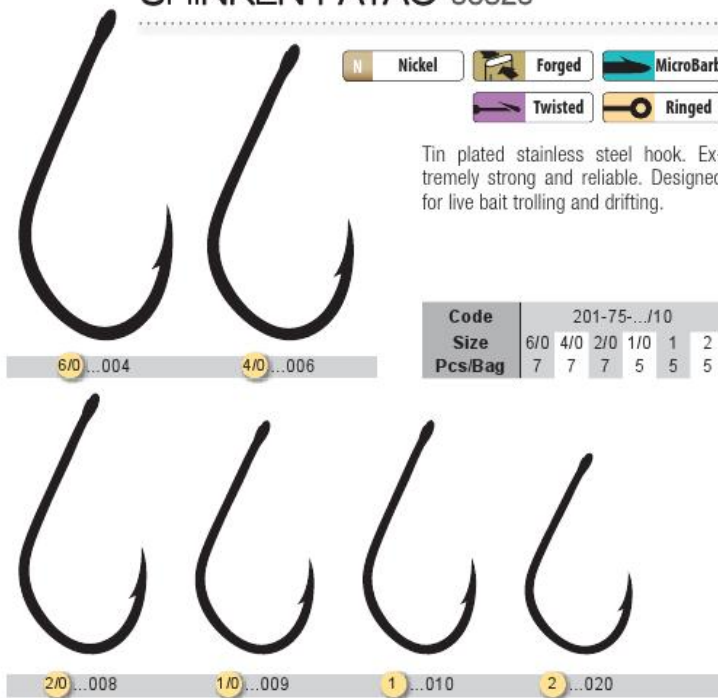 N Nickel Forged MicroBarb
Twisted Ringed
Tin plated stainless steel hook. Ex-
tremely strong and reliable. Designed
for live bait trolling and drifting.
Code 201-75-.../10
Size 6/0 4/0 2/0 1/0 1 2
Pcs/Bag 7 7 7 5 5 5
6/0 ...004 4/0 ...006
2/0 ...008 1/0 ...009 1 ...010 2 ...020